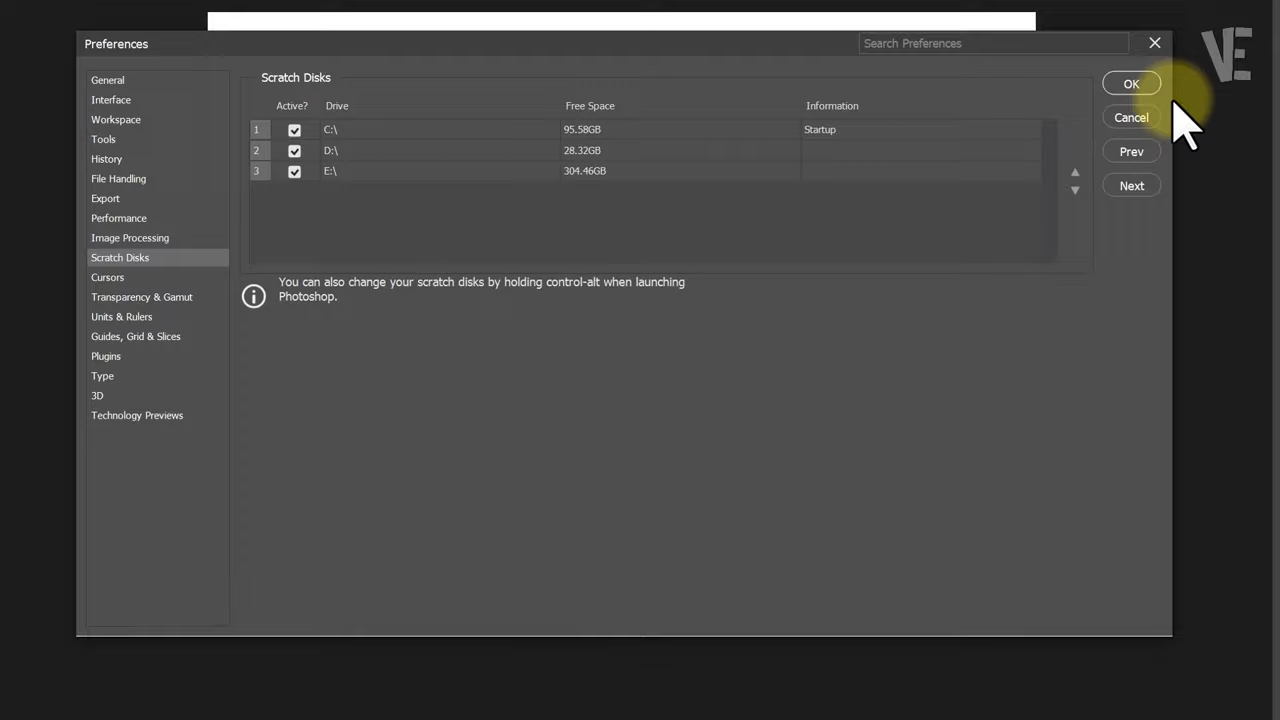 Preferences
Search Preferences
General
Interface
Workspace
Tools
History
File Handling
Export
Performance
Image Processing
Scratch Disks
Cursors
Transparency & Gamut
Units & Rulers
Guides, Grid & Slices
Plugins
Type
3D
Technology Previews
Scratch Disks
Active? Drive Free Space Information
1 C:\ 95.58GB Startup
2 D:\ 28.32GB
3 E:\ 304.46GB
You can also change your scratch disks by holding control-alt when launching
Photoshop.
OK
Cancel
Prev
Next
VE